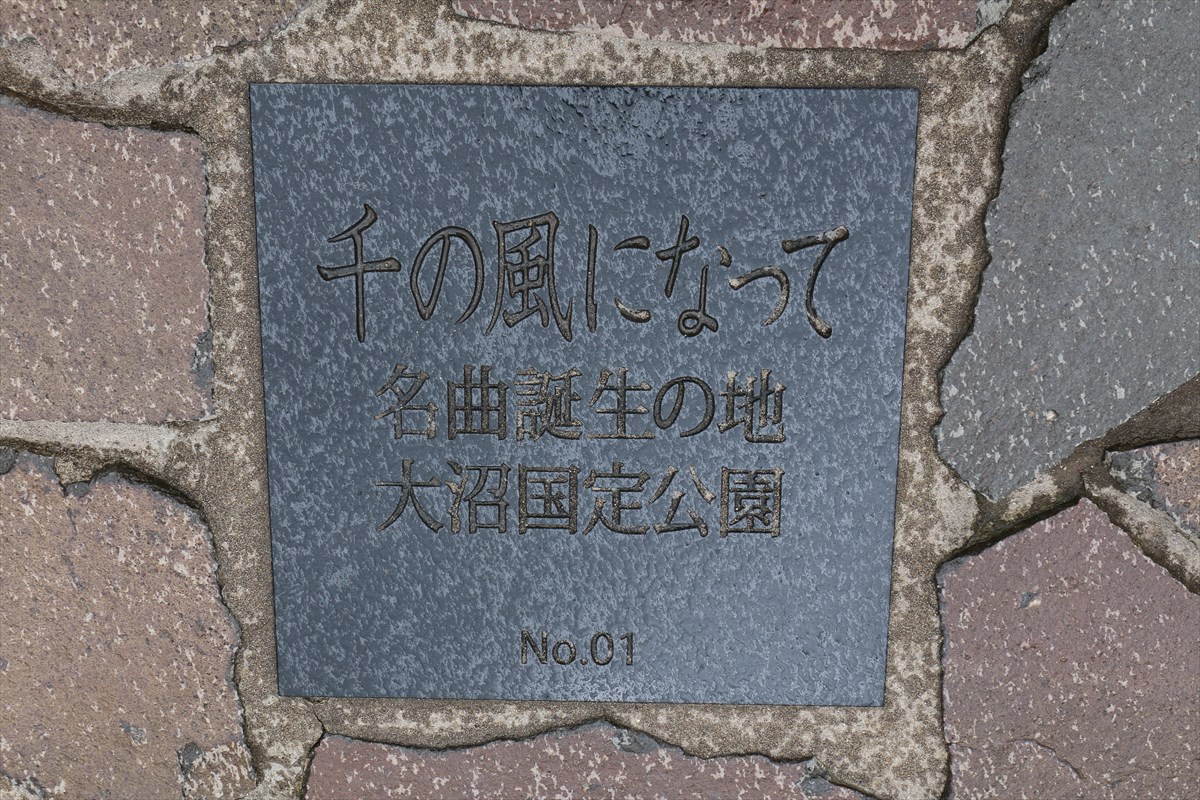 千の風になって
名曲誕生の地
大沼国定公園
No.01